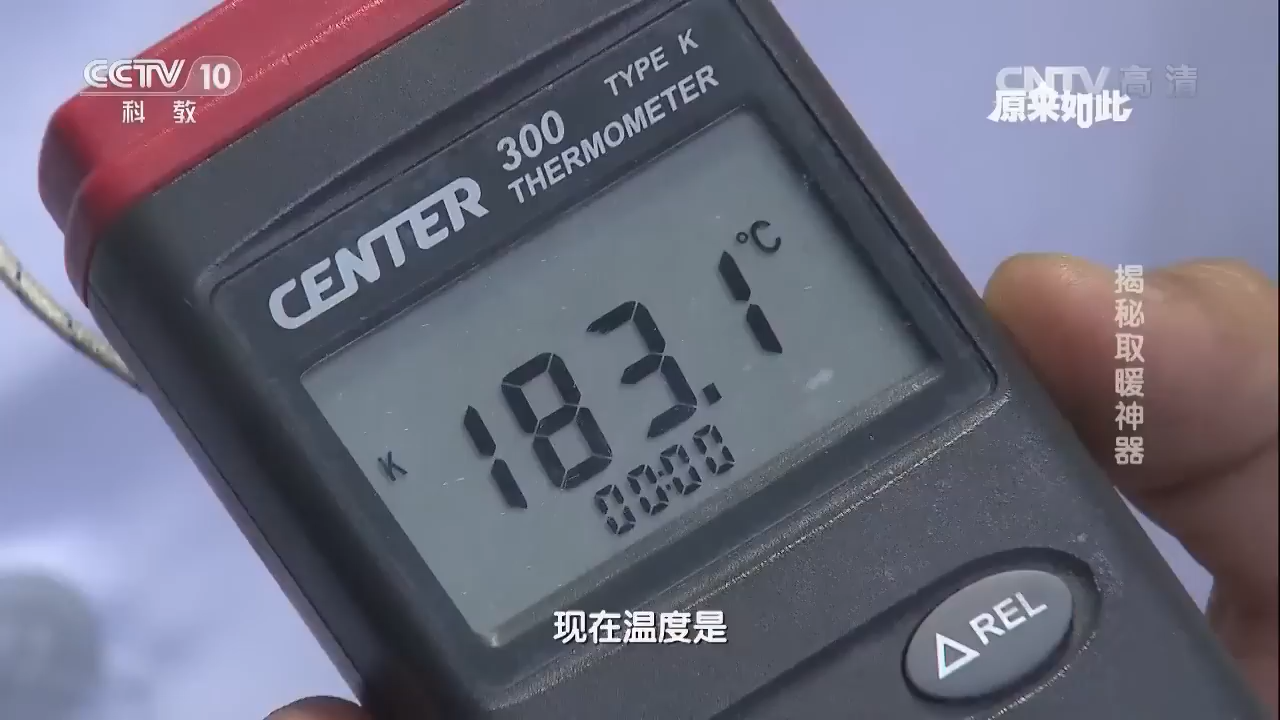 CCTV 10
科教
CNTV 高清
原来如此
TYPE K
300
THERMOMETER
CENTER
°C
183.1
K
00:00
揭秘取暖神器
现在温度是
△REL